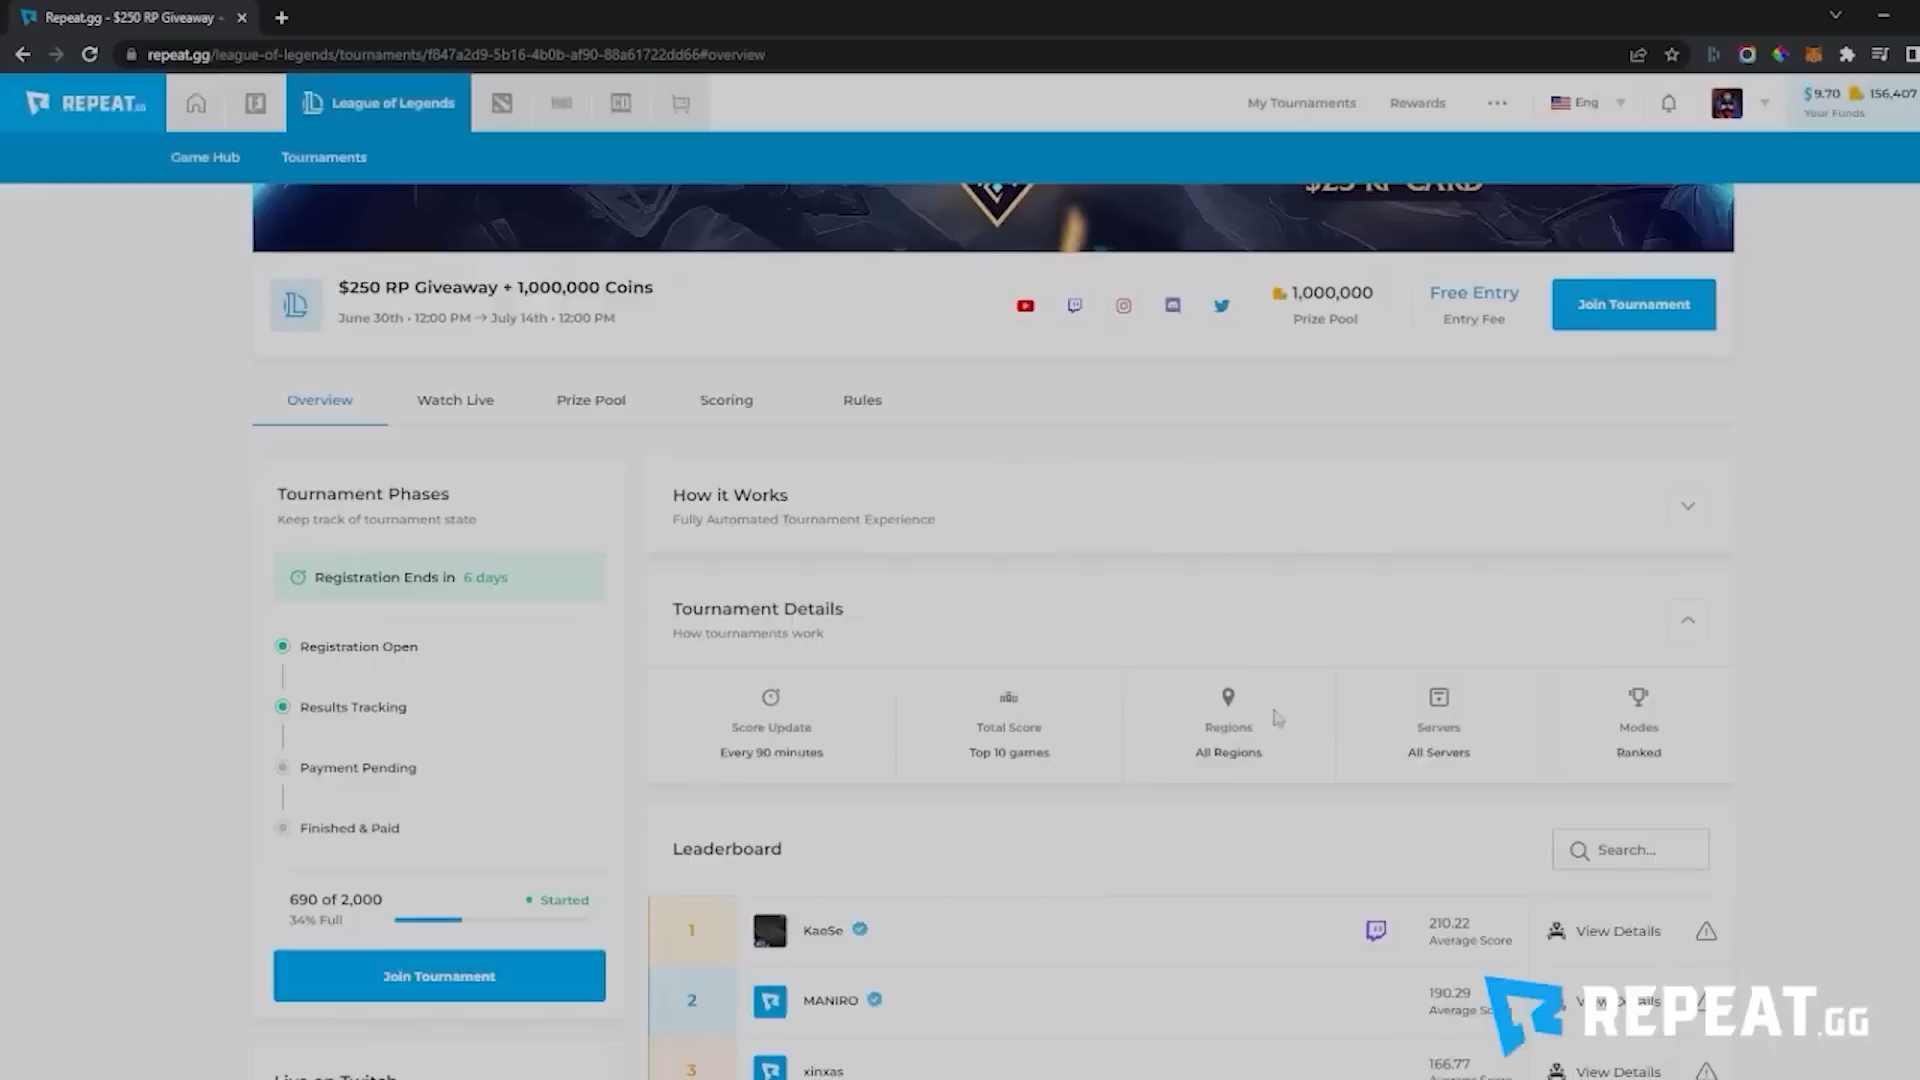 Repeat.gg - $250 RP Giveaway -
repeat.gg/league-of-legends/tournaments/f847a2d9-5b16-4b0b-af90-88a61722dd66#overview
REPEAT.GG
League of Legends
My Tournaments
Rewards
Eng
$9.70
156,407
Your Funds
Game Hub
Tournaments
$25 RP CARD
$250 RP Giveaway + 1,000,000 Coins
June 30th • 12:00 PM → July 14th • 12:00 PM
1,000,000
Prize Pool
Free Entry
Entry Fee
Join Tournament
Overview
Watch Live
Prize Pool
Scoring
Rules
Tournament Phases
Keep track of tournament state
Registration Ends in 6 days
Registration Open
Results Tracking
Payment Pending
Finished & Paid
690 of 2,000
34% Full
Started
Join Tournament
How it Works
Fully Automated Tournament Experience
Tournament Details
How tournaments work
Score Update
Every 90 minutes
Total Score
Top 10 games
Regions
All Regions
Servers
All Servers
Modes
Ranked
Leaderboard
Search...
1
KaeSe
210.22
Average Score
View Details
2
MANIRO
190.29
Average
3
xinxas
166.77
View Details
Live on Twitch
REPEAT.GG